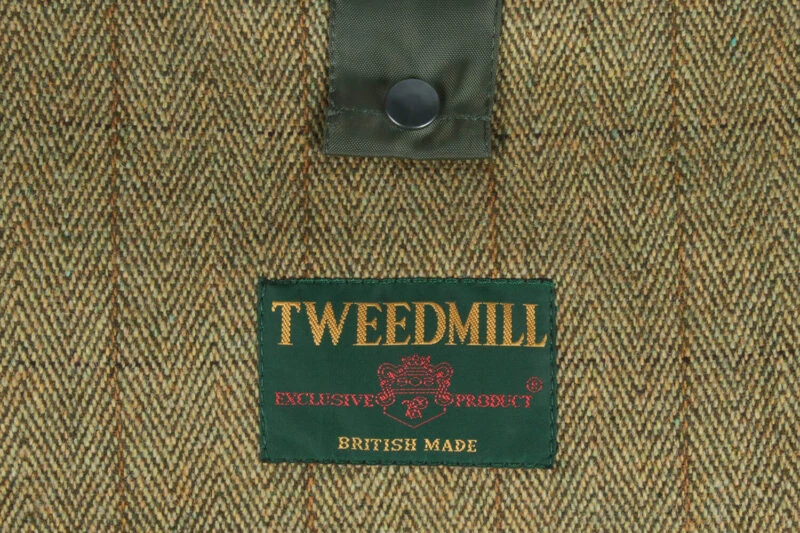 TWEEDMILL
EXCLUSIVE PRODUCT ®
BRITISH MADE